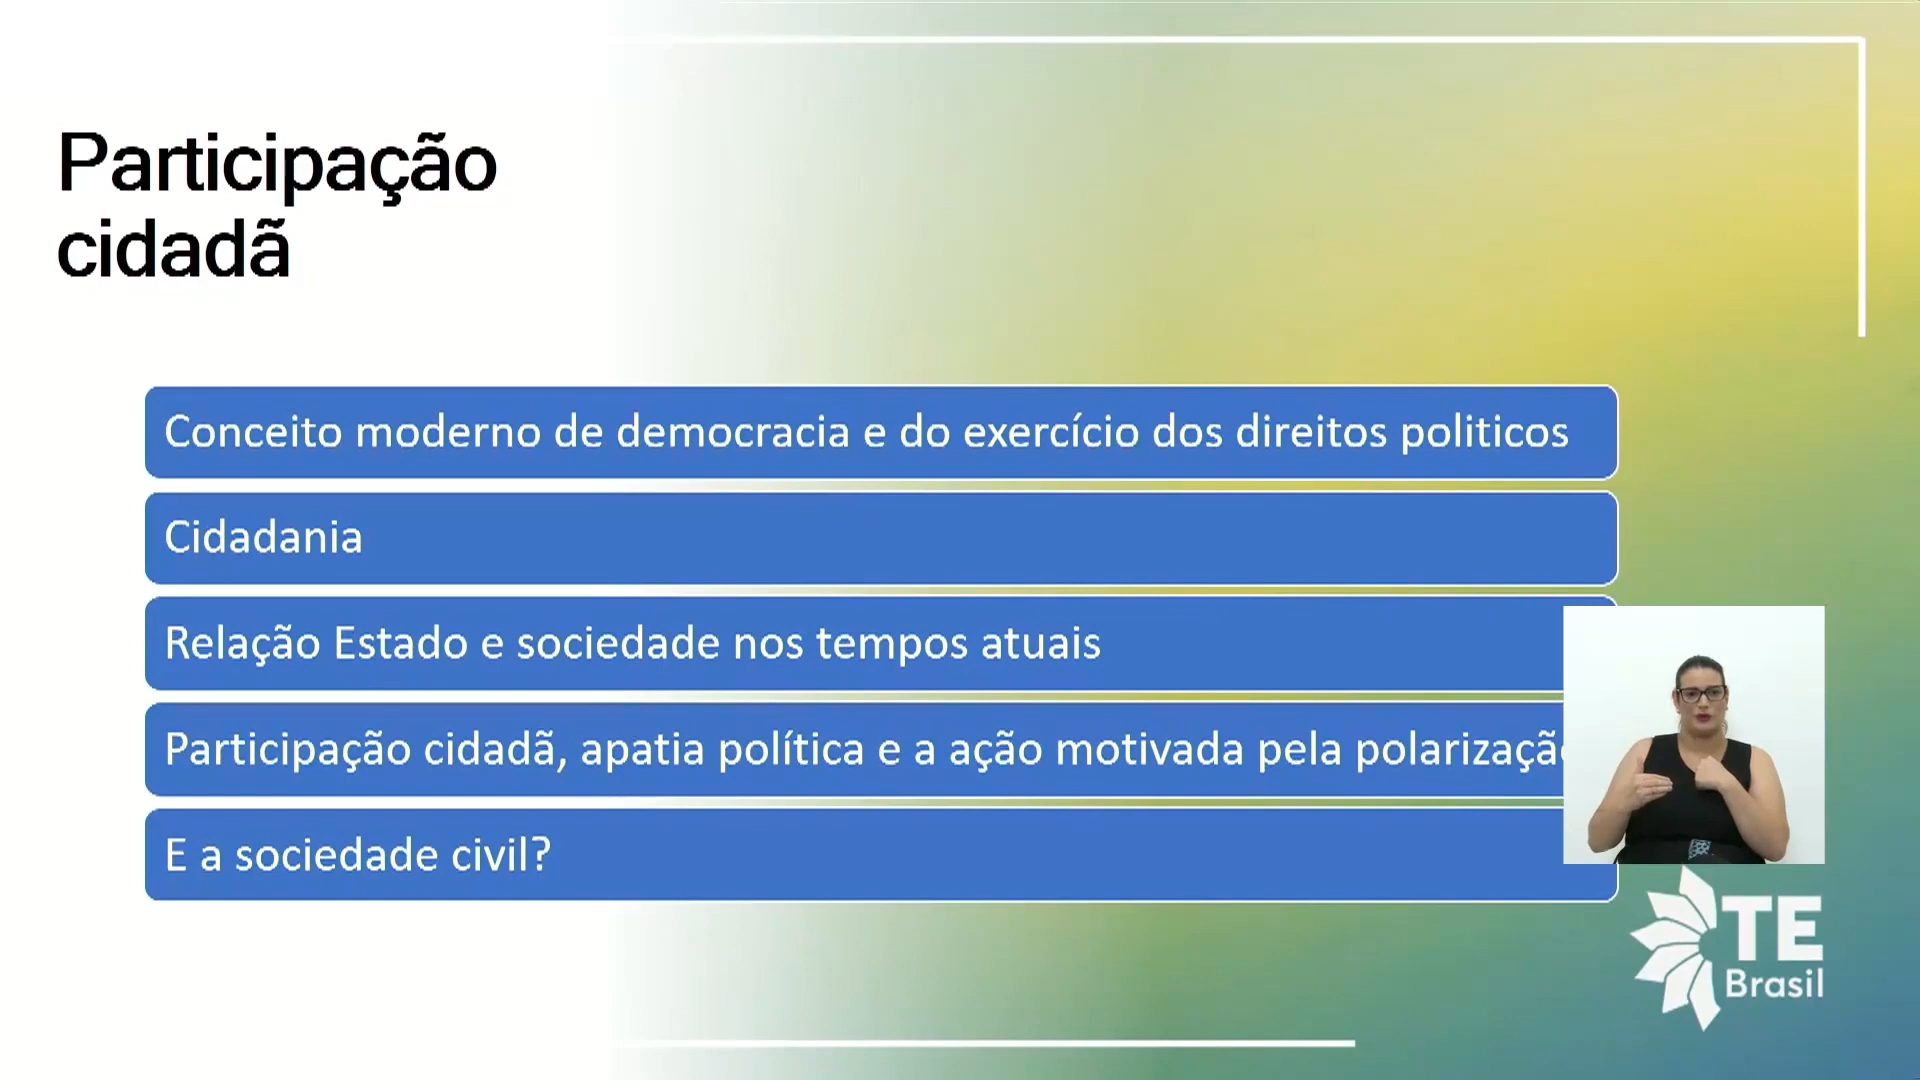 Participação
cidadã
Conceito moderno de democracia e do exercício dos direitos politicos
Cidadania
Relação Estado e sociedade nos tempos atuais
Participação cidadã, apatia política e a ação motivada pela polarização
E a sociedade civil?
TE
Brasil